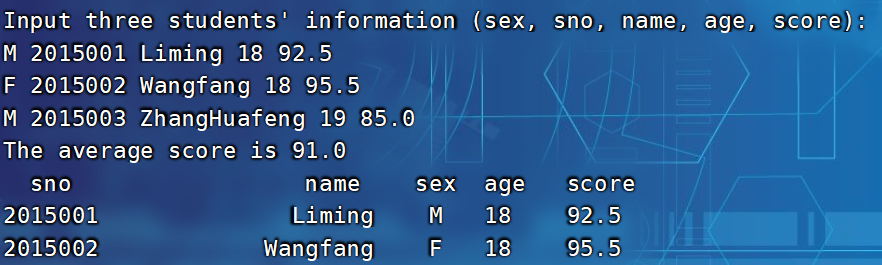 Input three students' information (sex, sno, name, age, score):
M 2015001 Liming 18 92.5
F 2015002 Wangfang 18 95.5
M 2015003 ZhangHuafeng 19 85.0
The average score is 91.0
sno name sex age score
2015001 Liming M 18 92.5
2015002 Wangfang F 18 95.5